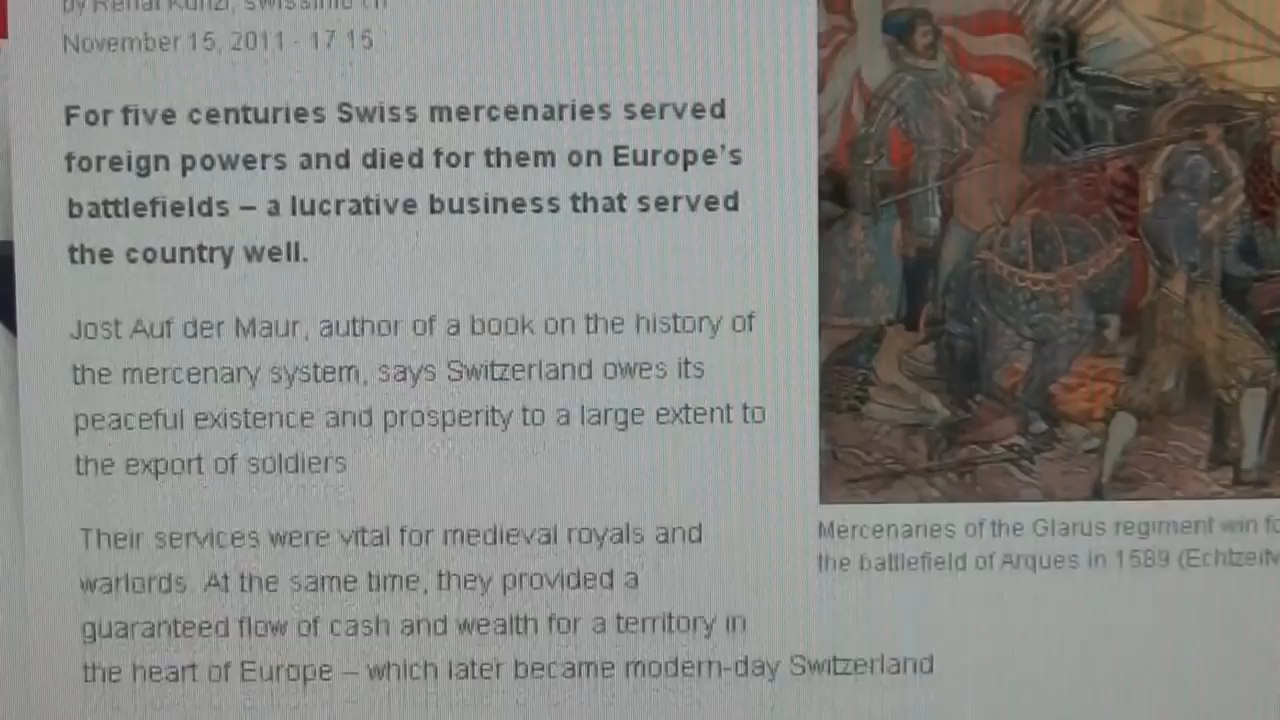 by Renat Künzi, swissinfo.ch
November 15, 2011 - 17:15
For five centuries Swiss mercenaries served
foreign powers and died for them on Europe's
battlefields – a lucrative business that served
the country well.
Jost Auf der Maur, author of a book on the history of
the mercenary system, says Switzerland owes its
peaceful existence and prosperity to a large extent to
the export of soldiers
Their services were vital for medieval royals and
warlords. At the same time, they provided a
guaranteed flow of cash and wealth for a territory in
the heart of Europe – which later became modern-day Switzerland
Mercenaries of the Glarus regiment win
the battlefield of Arques in 1589